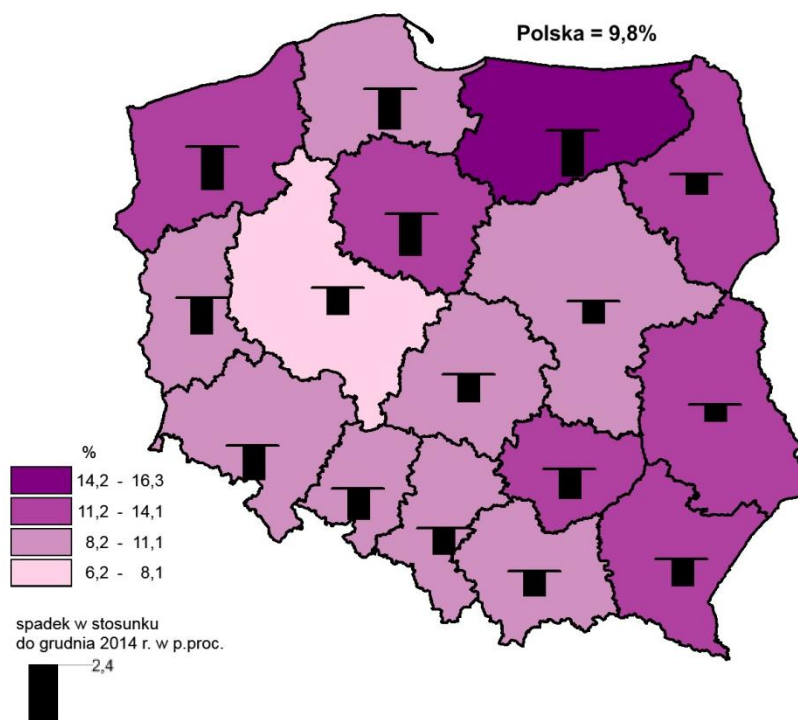 Polska = 9,8%
%
14,2 - 16,3
11,2 - 14,1
8,2 - 11,1
6,2 - 8,1
spadek w stosunku
do grudnia 2014 r. w p.proc.
2,4